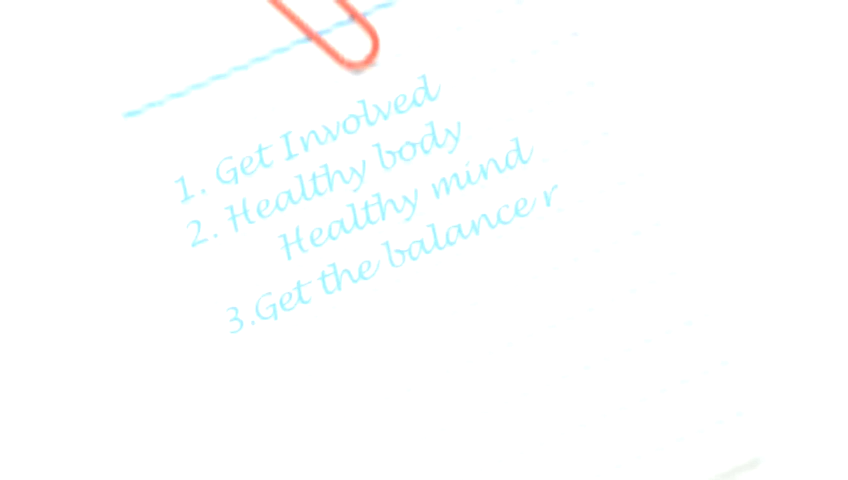 1. Get Involved
2. Healthy body
Healthy mind
3.Get the balance r